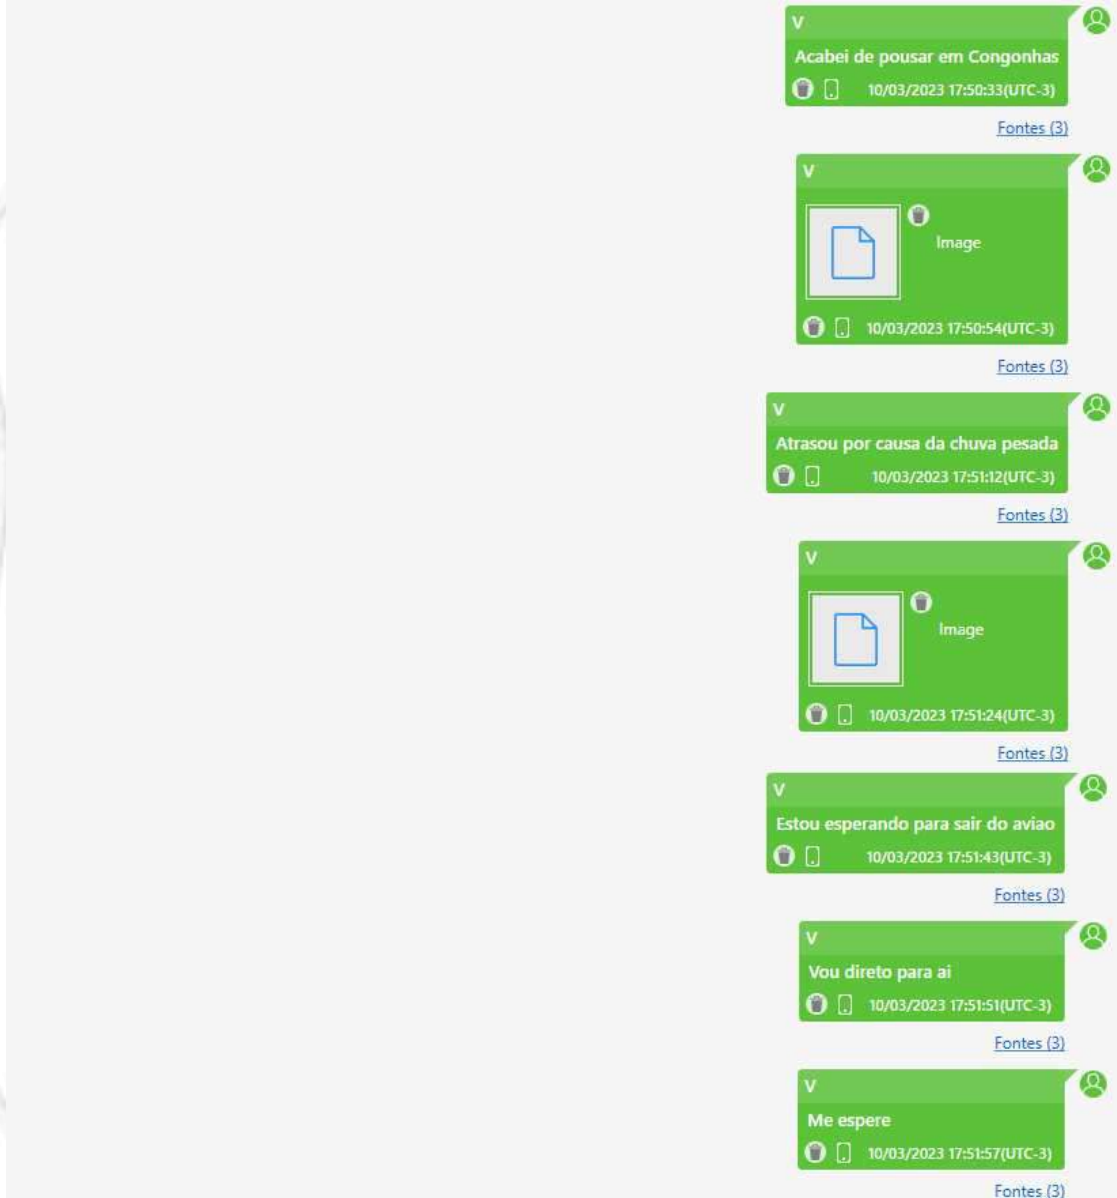 V
Acabei de pousar em Congonhas
10/03/2023 17:50:33(UTC-3)
Fontes (3)
V
Image
10/03/2023 17:50:54(UTC-3)
Fontes (3)
V
Atrasou por causa da chuva pesada
10/03/2023 17:51:12(UTC-3)
Fontes (3)
V
Image
10/03/2023 17:51:24(UTC-3)
Fontes (3)
V
Estou esperando para sair do aviao
10/03/2023 17:51:43(UTC-3)
Fontes (3)
V
Vou direto para ai
10/03/2023 17:51:51(UTC-3)
Fontes (3)
V
Me espere
10/03/2023 17:51:57(UTC-3)
Fontes (3)